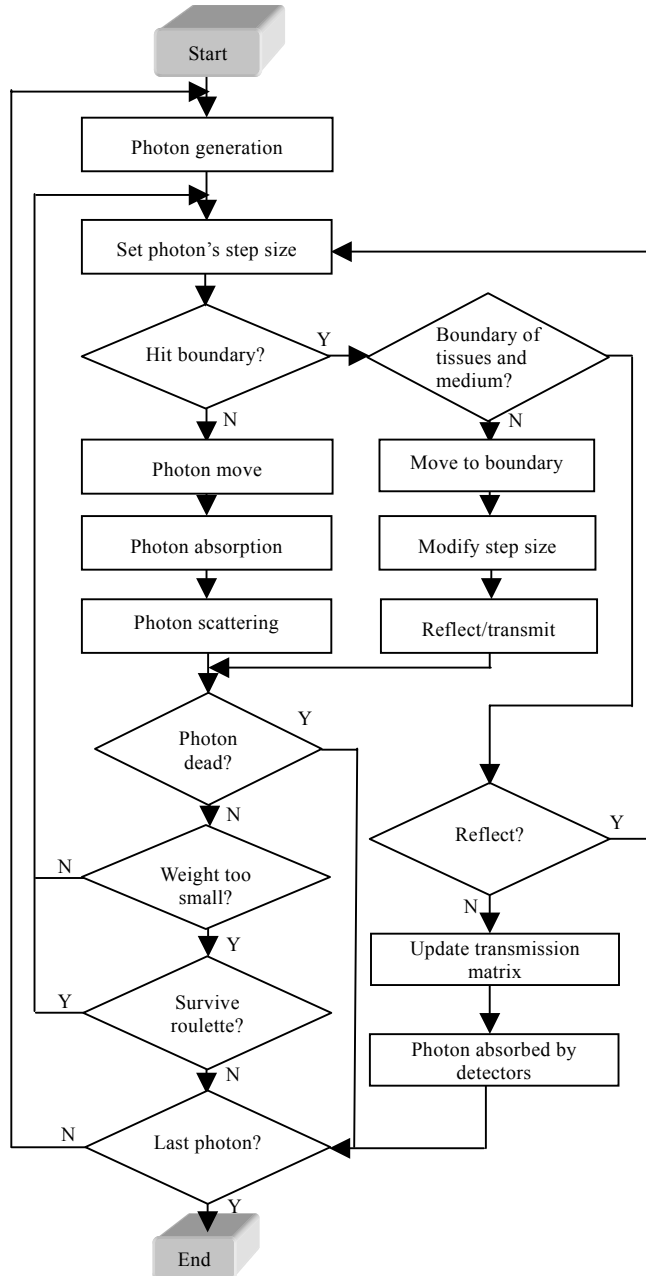 Start
Photon generation
Set photon's step size
Hit boundary?
Y
Boundary of
tissues and
medium?
N
N
Photon move
Move to boundary
Photon absorption
Modify step size
Photon scattering
Reflect/transmit
Y
Photon
dead?
N
Reflect?
Y
N
Weight too
small?
N
Y
Update transmission
matrix
Y
Survive
roulette?
Photon absorbed by
detectors
N
N
Last photon?
Y
End